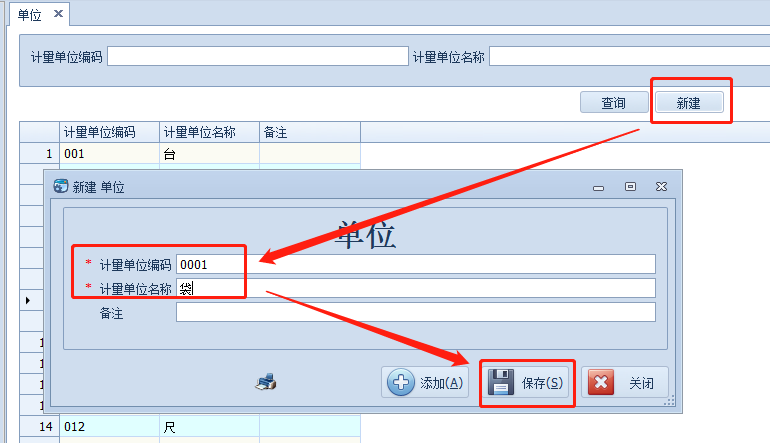 单位
计量单位编码 计量单位名称
查询 新建
计量单位编码 计量单位名称 备注
1 001 台
新建 单位
单位
* 计量单位编码 0001
* 计量单位名称 袋
备注
添加(A) 保存(S) 关闭
14 012 尺